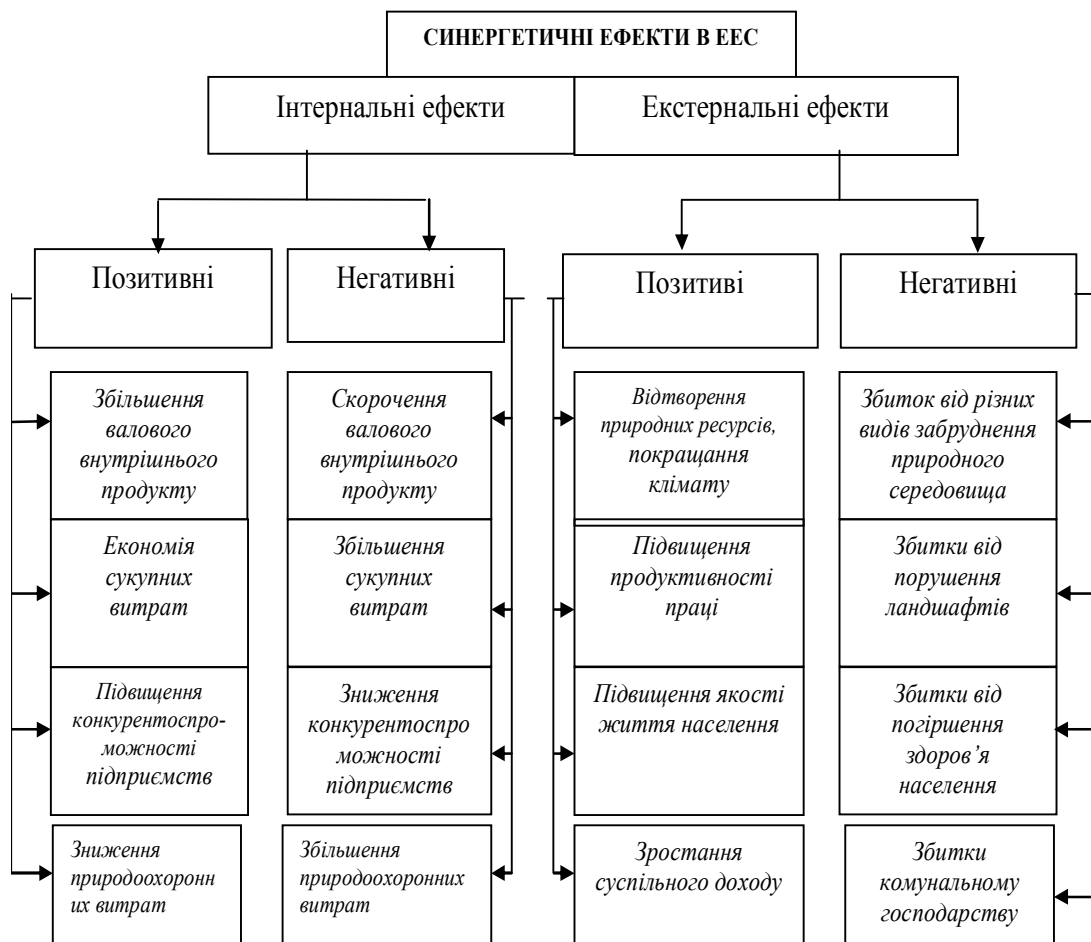 СИНЕРГЕТИЧНІ ЕФЕКТИ В ЕЕС
Інтернальні ефекти
Екстернальні ефекти
Позитивні
Негативні
Позитиві
Негативні
Збільшення
валового
внутрішнього
продукту
Скорочення
валового
внутрішнього
продукту
Відтворення
природних ресурсів,
покращання
клімату
Збиток від різних
видів забруднення
природного
середовища
Економія
сукупних
витрат
Збільшення
сукупних
витрат
Підвищення
продуктивності
праці
Збитки від
порушення
ландшафтів
Підвищення
конкурентоспро-
можності
підприємств
Зниження
конкурентоспро
можності
підприємств
Підвищення якості
життя населення
Збитки від
погіршення
здоров’я
населення
Зниження
природоохоронн
их витрат
Збільшення
природоохоронних
витрат
Зростання
суспільного доходу
Збитки
комунальному
господарству